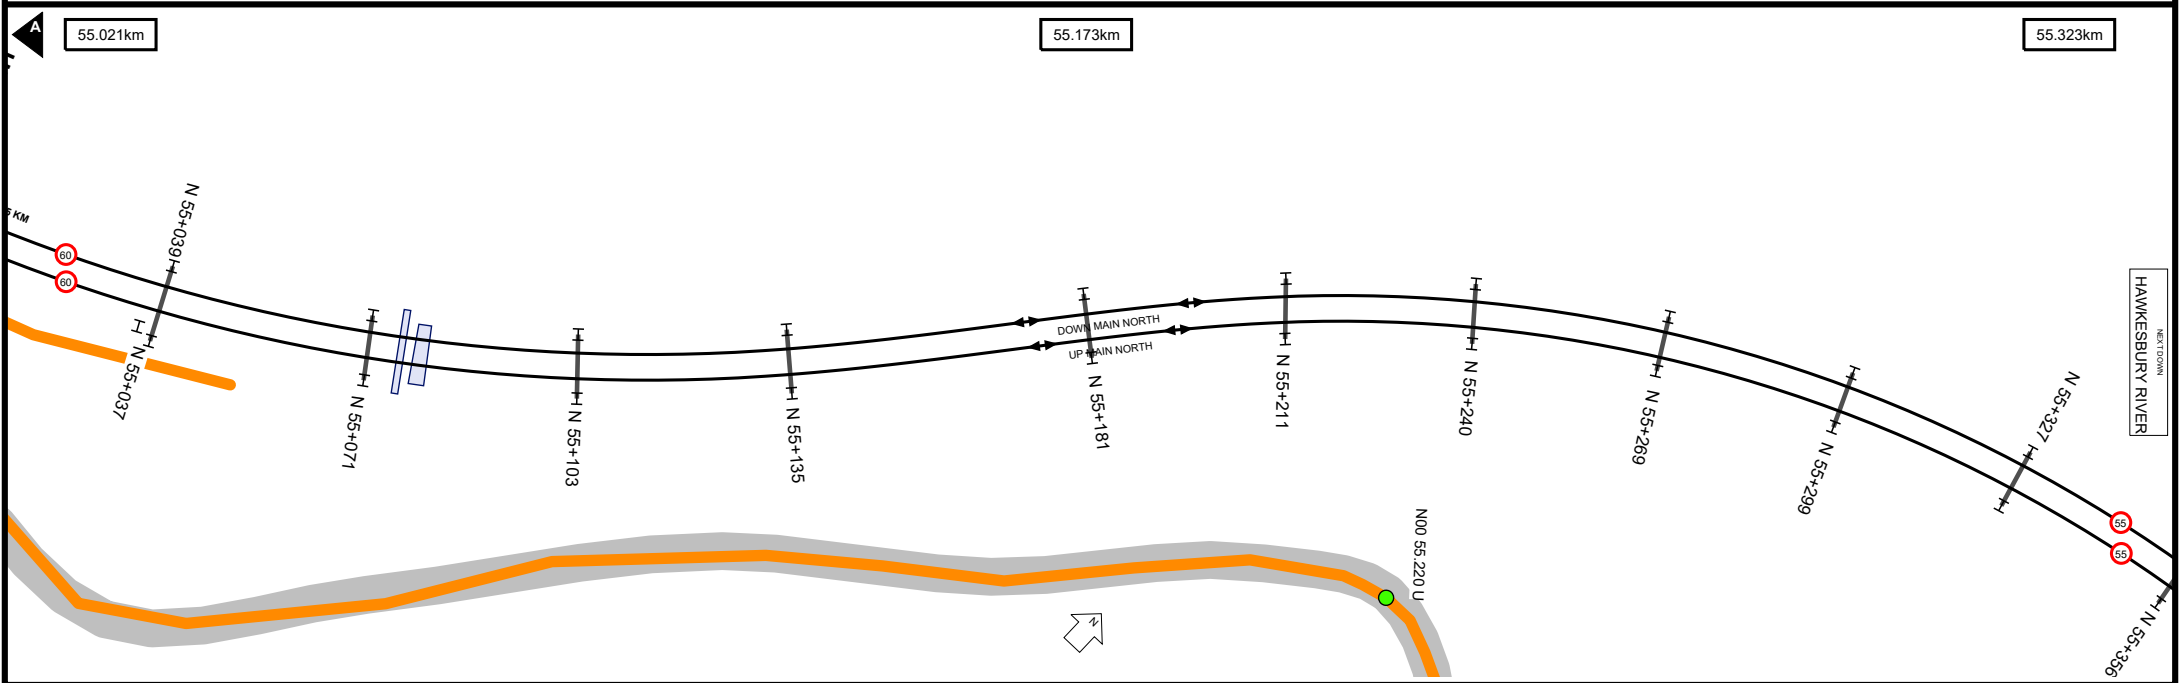 A
55.021km
55.173km
55.323km
KM
60
60
N 55+039
N 55+037
N 55+071
N 55+103
N 55+135
DOWN MAIN NORTH
UP MAIN NORTH
N 55+181
N 55+211
N 55+240
N 55+269
N 55+299
N 55+327
N 55+356
55
55
NEXT DOWN
HAWKESBURY RIVER
N00 55.220 U
N